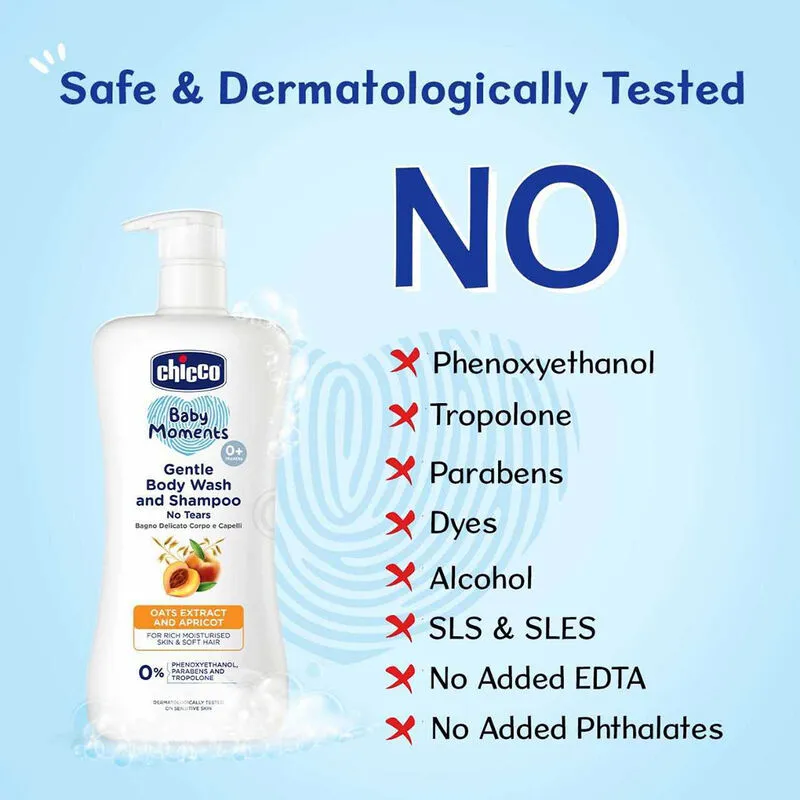 Safe & Dermatologically Tested
NO
Phenoxyethanol
Tropolone
Parabens
Dyes
Alcohol
SLS & SLES
No Added EDTA
No Added Phthalates
chicco
Baby
Moments
0+
months
Gentle
Body Wash
and Shampoo
No Tears
Bagno Delicato Corpo e Capelli
OATS EXTRACT
AND APRICOT
FOR RICH MOISTURISED
SKIN & SOFT HAIR
0% PHENOXYETHANOL,
PARABENS AND
TROPOLONE
DERMATOLOGICALLY TESTED
ON SENSITIVE SKIN